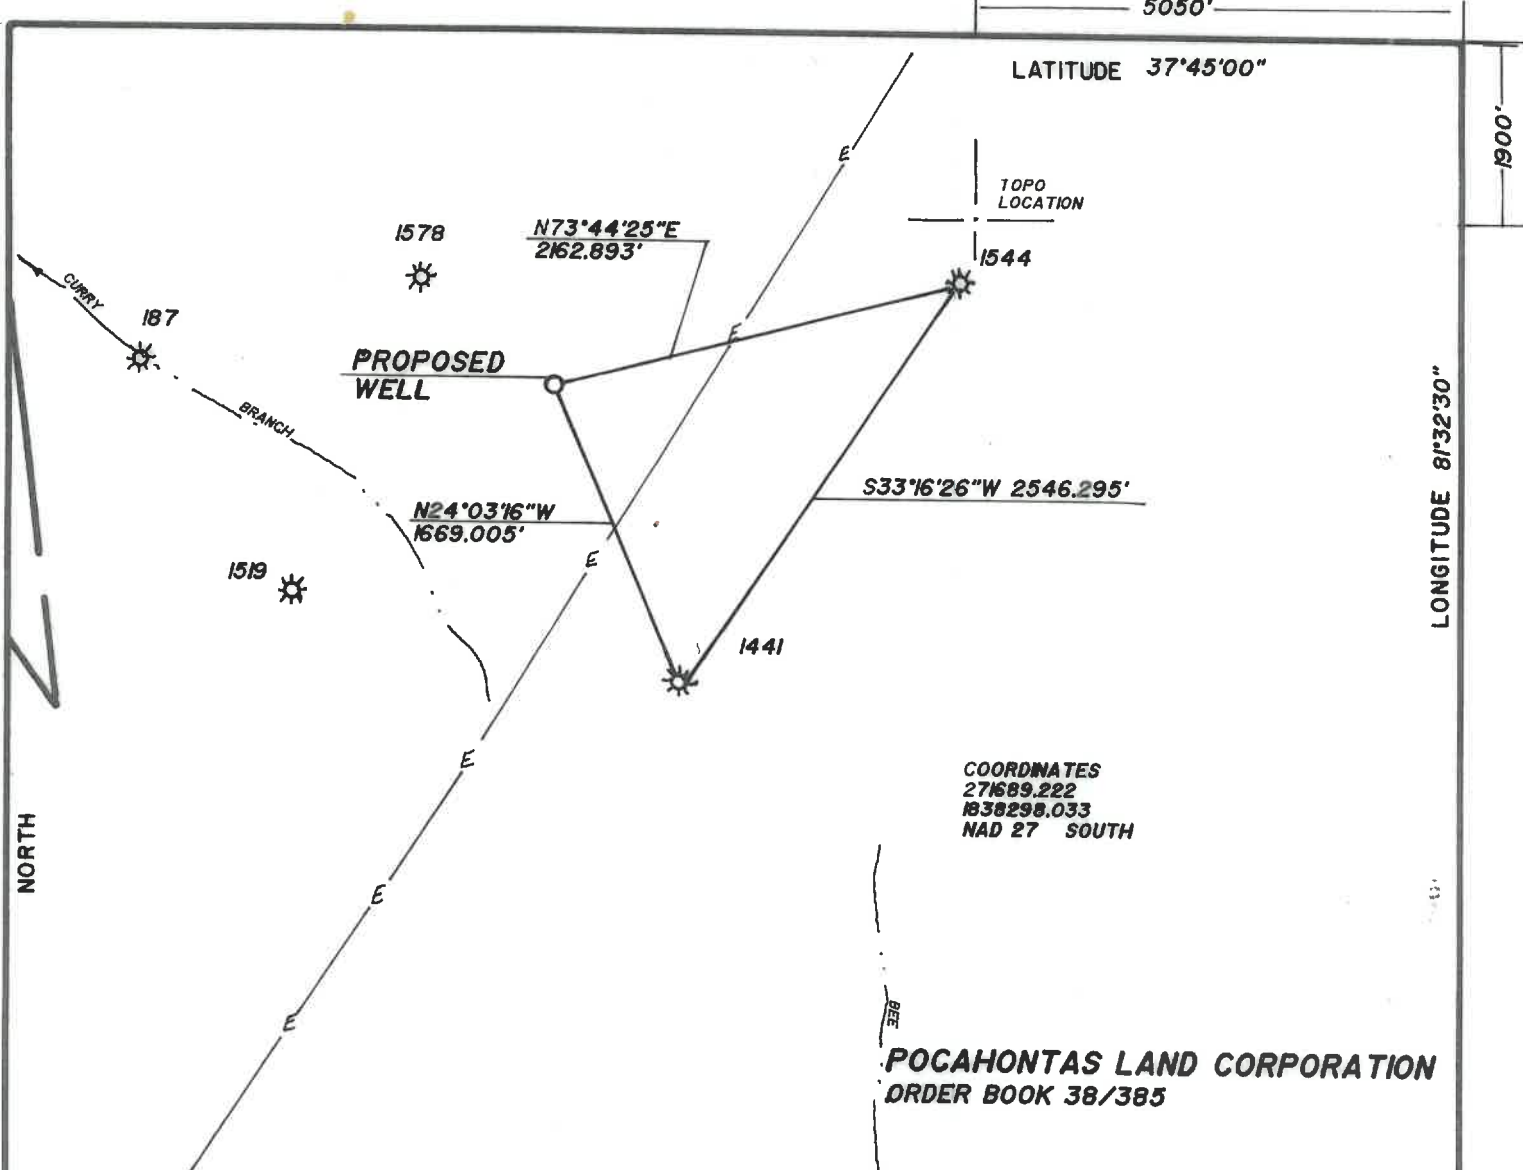 5050'
LATITUDE 37°45'00"
1900'
TOPO
LOCATION
1578
N73°44'25"E
2162.893'
1544
CURRY
187
PROPOSED
WELL
BRANCH
LONGITUDE 81°32'30"
S33°16'26"W 2546.295'
N24°03'16"W
1669.005'
1519
1441
COORDINATES
271689.222
1838298.033
NAD 27 SOUTH
NORTH
BEE
POCAHONTAS LAND CORPORATION
ORDER BOOK 38/385
E
E
E
E
E
E